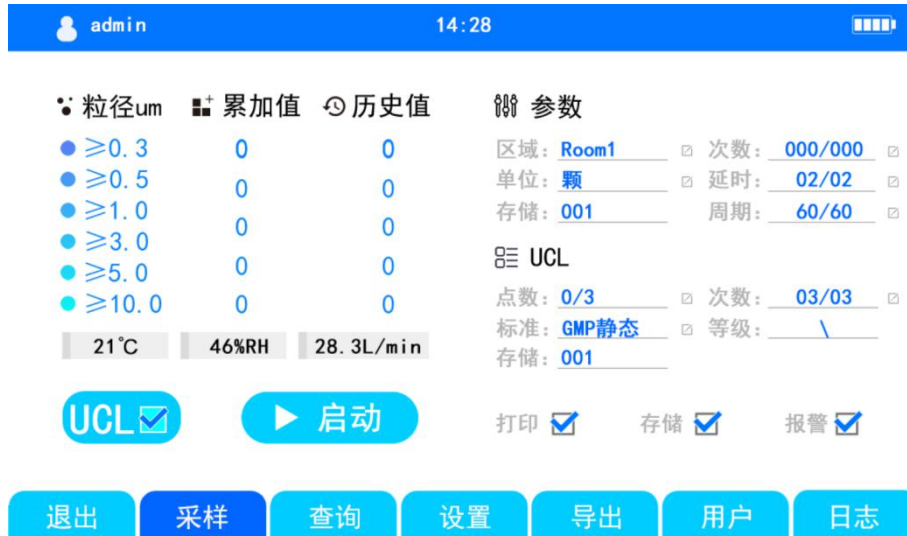 admin 14:28
粒径um 累加值 历史值
≥0.3 0 0
≥0.5 0 0
≥1.0 0 0
≥3.0 0 0
≥5.0 0 0
≥10.0
21℃ 46%RH 28.3L/min
UCL 启动
参数
区域: Room1 次数: 000/000
单位: 颗 延时: 02/02
存储: 001 周期: 60/60
UCL
点数: 0/3 次数: 03/03
标准: GMP静态 等级: \
存储: 001
打印 存储 报警
退出 采样 查询 设置 导出 用户 日志